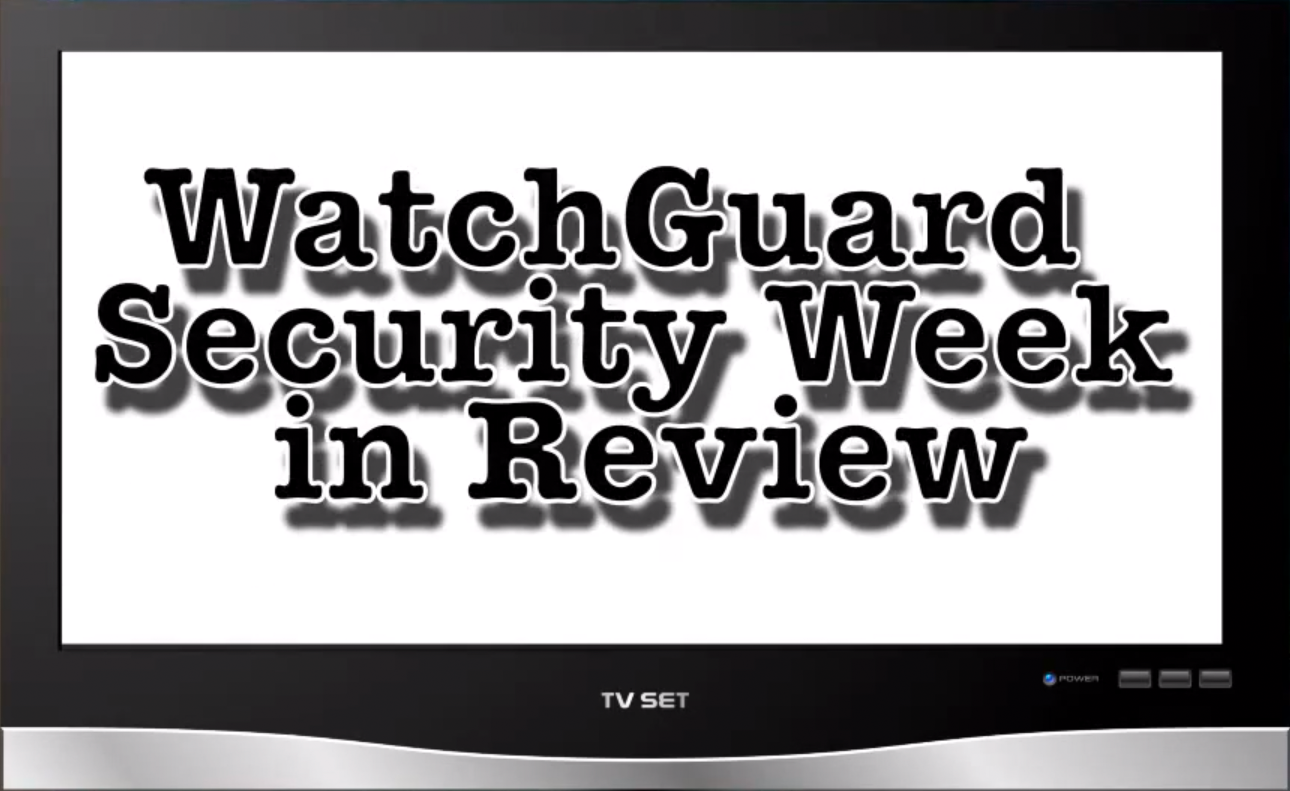 WatchGuard
Security Week
in Review
POWER
TV SET